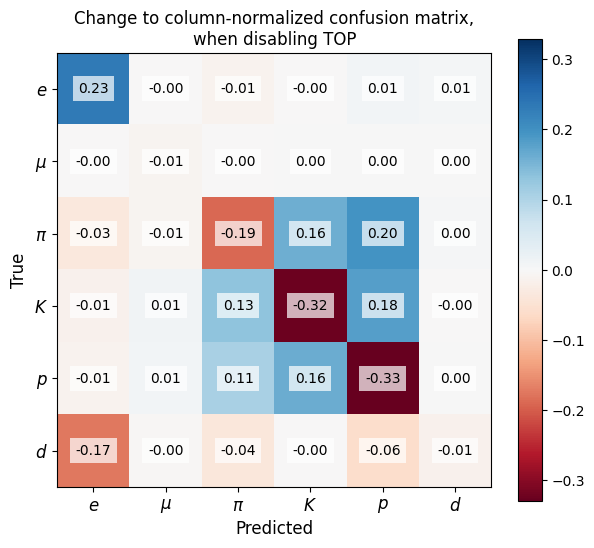 Change to column-normalized confusion matrix,
when disabling TOP
e 0.23 -0.00 -0.01 -0.00 0.01 0.01
μ -0.00 -0.01 -0.00 0.00 0.00 0.00
π -0.03 -0.01 -0.19 0.16 0.20 0.00
K -0.01 0.01 0.13 -0.32 0.18 -0.00
p -0.01 0.01 0.11 0.16 -0.33 0.00
d -0.17 -0.00 -0.04 -0.00 -0.06 -0.01
e μ π K p d
Predicted
True
0.3
0.2
0.1
0.0
−0.1
−0.2
−0.3